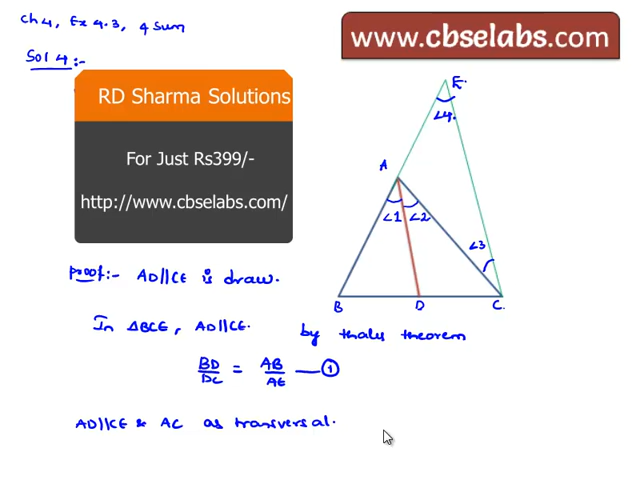 Ch 4, Ex 4.3, 4 Sum
www.cbselabs.com
Sol 4:-
RD Sharma Solutions
For Just Rs399/-
http://www.cbselabs.com/
E
∠4
A
∠1 ∠2
∠3
B D C
Proof:- AD||CE is draw.
In ΔBCE, AD||CE. by thales theorem
BD/DC = AB/AE —①
AD||CE & AC as transversal.